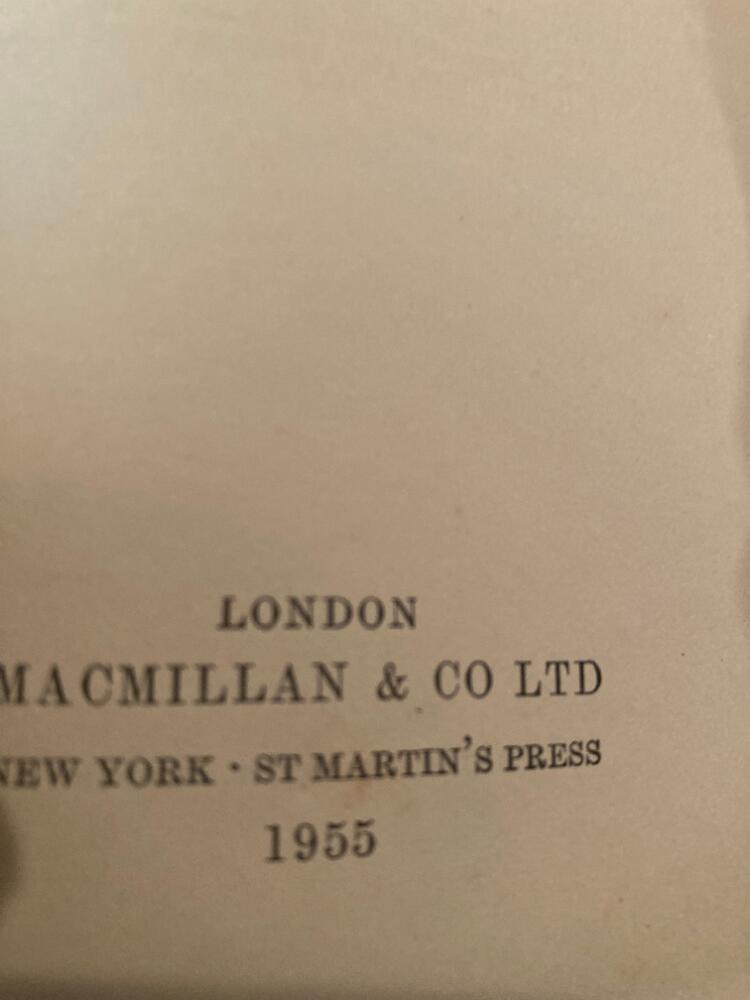 LONDON
MACMILLAN & CO LTD
NEW YORK · ST MARTIN'S PRESS
1955